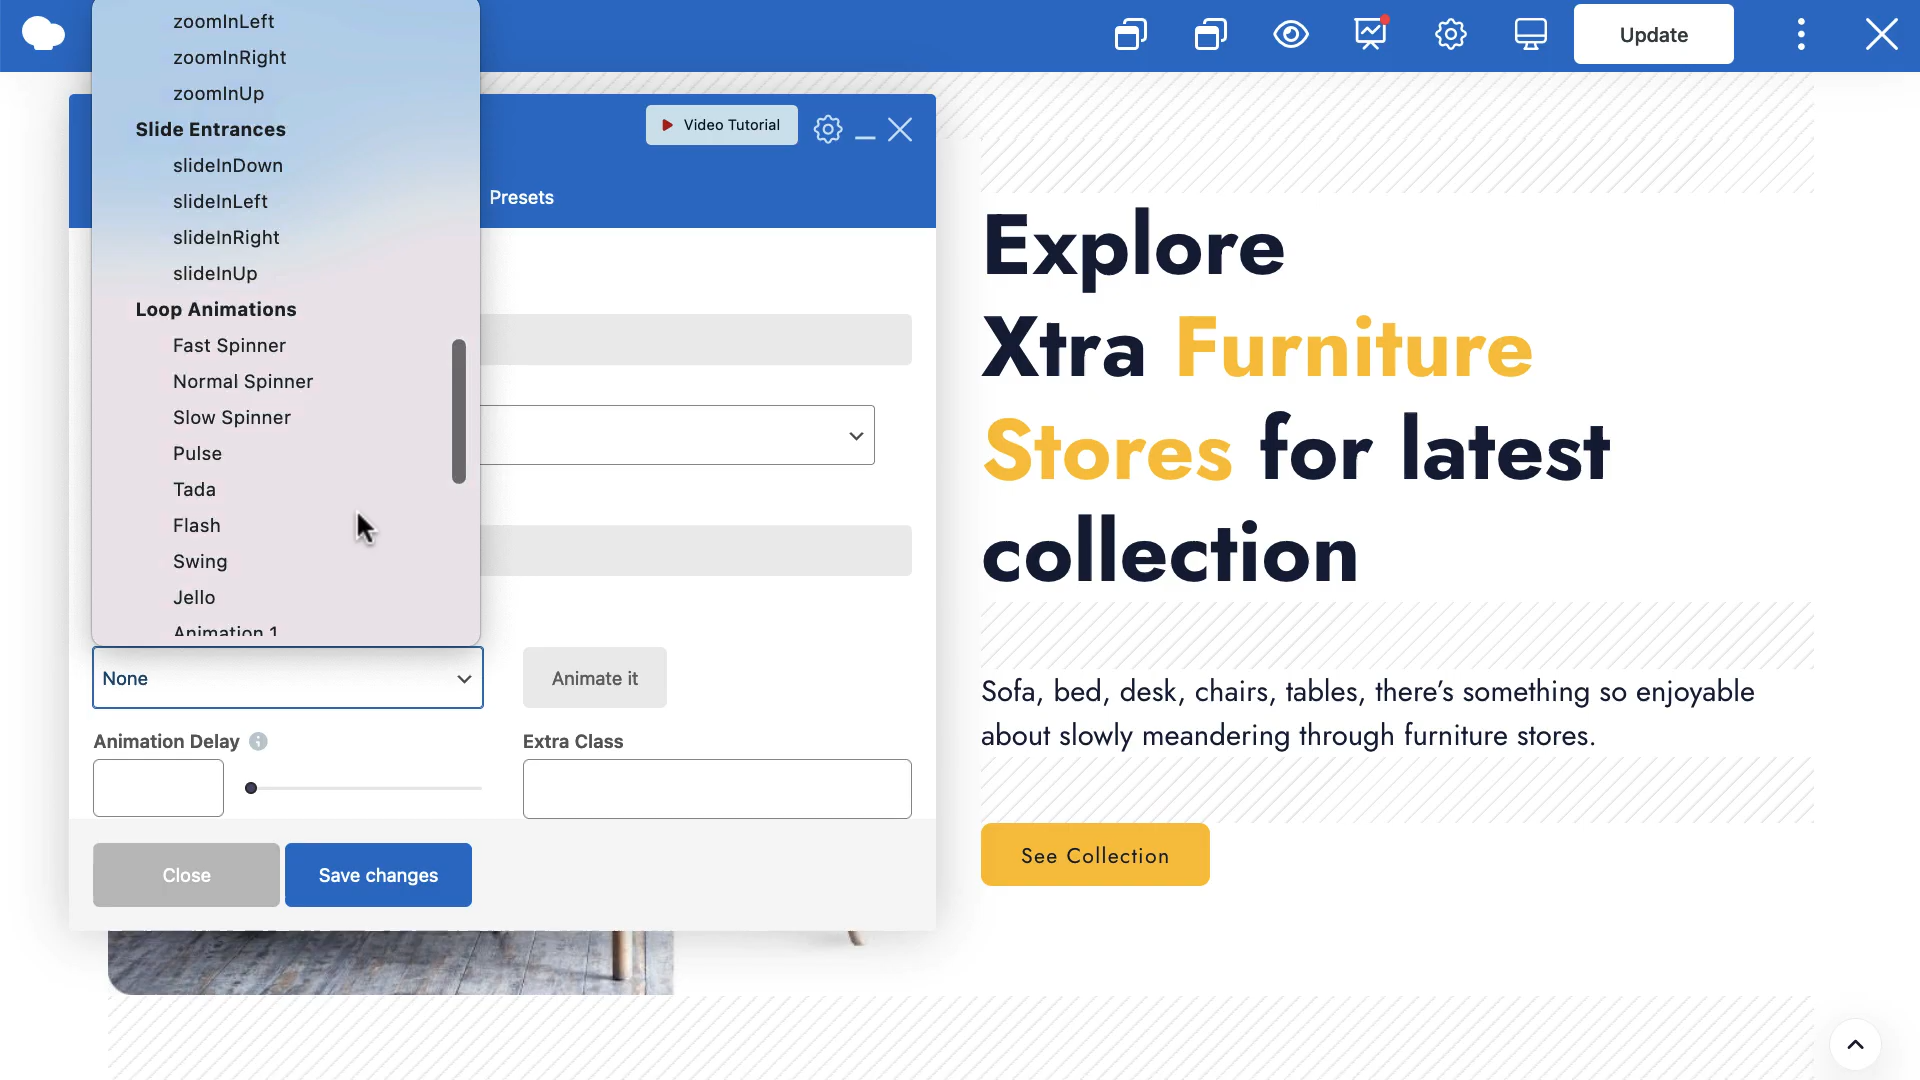 Update
zoomInLeft
zoomInRight
zoomInUp
Slide Entrances
slideInDown
slideInLeft
slideInRight
slideInUp
Loop Animations
Fast Spinner
Normal Spinner
Slow Spinner
Pulse
Tada
Flash
Swing
Jello
Animation 1
Video Tutorial
Presets
None
Animate it
Animation Delay
Extra Class
Close
Save changes
Explore
Xtra Furniture
Stores for latest
collection
Sofa, bed, desk, chairs, tables, there’s something so enjoyable
about slowly meandering through furniture stores.
See Collection